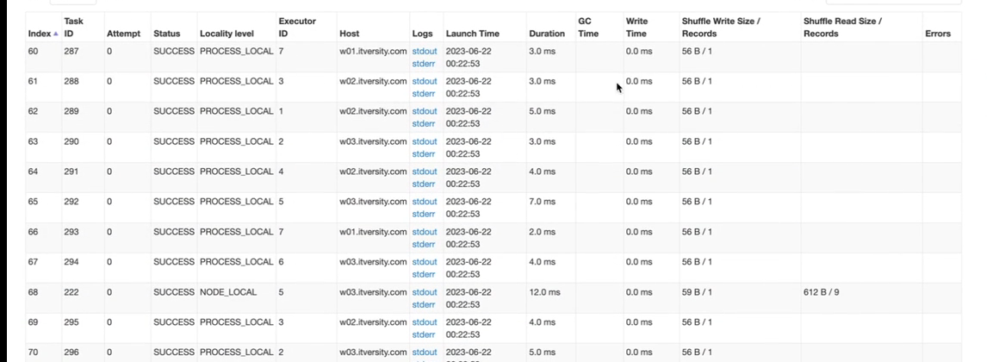 Index Task ID Attempt Status Locality level Executor ID Host Logs Launch Time Duration GC Time Write Time Shuffle Write Size / Records Shuffle Read Size / Records Errors
60 287 0 SUCCESS PROCESS_LOCAL 7 w01.itversity.com stdout stderr 2023-06-22 00:22:53 3.0 ms 0.0 ms 56 B / 1
61 288 0 SUCCESS PROCESS_LOCAL 3 w02.itversity.com stdout stderr 2023-06-22 00:22:53 3.0 ms 0.0 ms 56 B / 1
62 289 0 SUCCESS PROCESS_LOCAL 1 w02.itversity.com stdout stderr 2023-06-22 00:22:53 5.0 ms 0.0 ms 56 B / 1
63 290 0 SUCCESS PROCESS_LOCAL 2 w03.itversity.com stdout stderr 2023-06-22 00:22:53 3.0 ms 0.0 ms 56 B / 1
64 291 0 SUCCESS PROCESS_LOCAL 4 w02.itversity.com stdout stderr 2023-06-22 00:22:53 4.0 ms 0.0 ms 56 B / 1
65 292 0 SUCCESS PROCESS_LOCAL 5 w03.itversity.com stdout stderr 2023-06-22 00:22:53 7.0 ms 0.0 ms 56 B / 1
66 293 0 SUCCESS PROCESS_LOCAL 7 w01.itversity.com stdout stderr 2023-06-22 00:22:53 2.0 ms 0.0 ms 56 B / 1
67 294 0 SUCCESS PROCESS_LOCAL 6 w03.itversity.com stdout stderr 2023-06-22 00:22:53 4.0 ms 0.0 ms 56 B / 1
68 222 0 SUCCESS NODE_LOCAL 5 w03.itversity.com stdout stderr 2023-06-22 00:22:53 12.0 ms 0.0 ms 59 B / 1 612 B / 9
69 295 0 SUCCESS PROCESS_LOCAL 3 w02.itversity.com stdout stderr 2023-06-22 00:22:53 4.0 ms 0.0 ms 56 B / 1
70 296 0 SUCCESS PROCESS_LOCAL 2 w03.itversity.com stdout 2023-06-22 5.0 ms 0.0 ms 56 B / 1